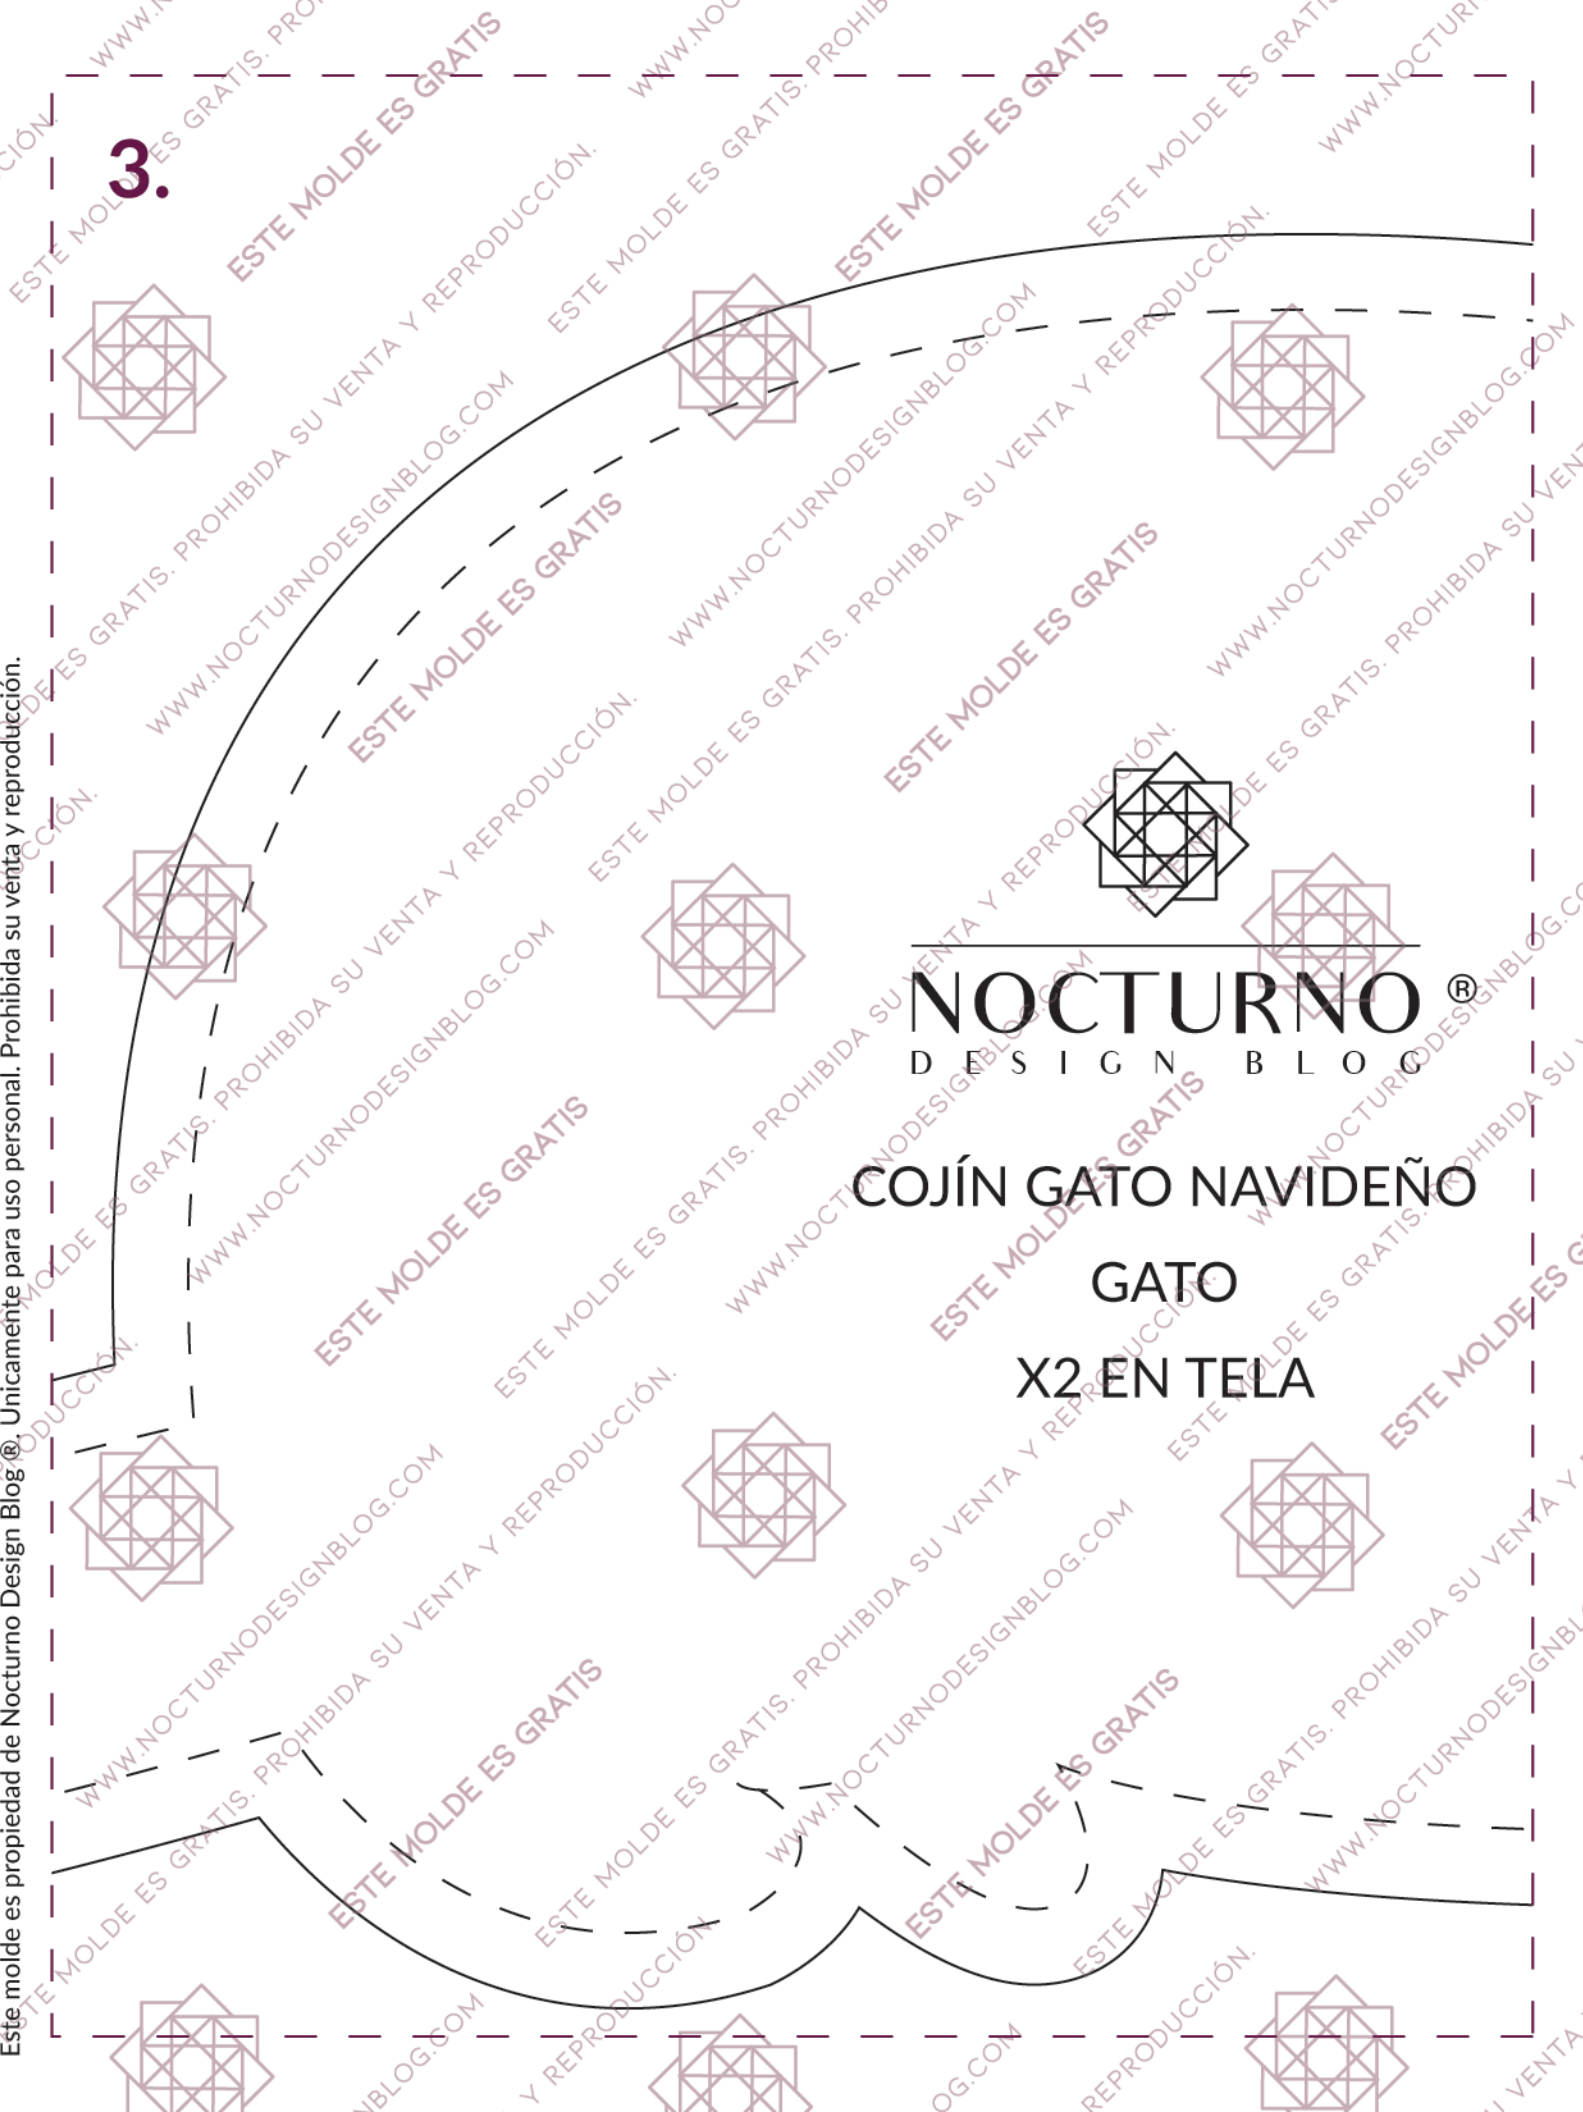 3.
NOCTURNO ®
DESIGN BLOG
COJÍN GATO NAVIDEÑO
GATO
X2 EN TELA
Este molde es propiedad de Nocturno Design Blog ®. Unicamente para uso personal. Prohibida su venta y reproducción.
ESTE MOLDE ES GRATIS
ESTE MOLDE ES GRATIS. PROHIBIDA SU VENTA Y REPRODUCCIÓN.
WWW.NOCTURNODESIGNBLOG.COM